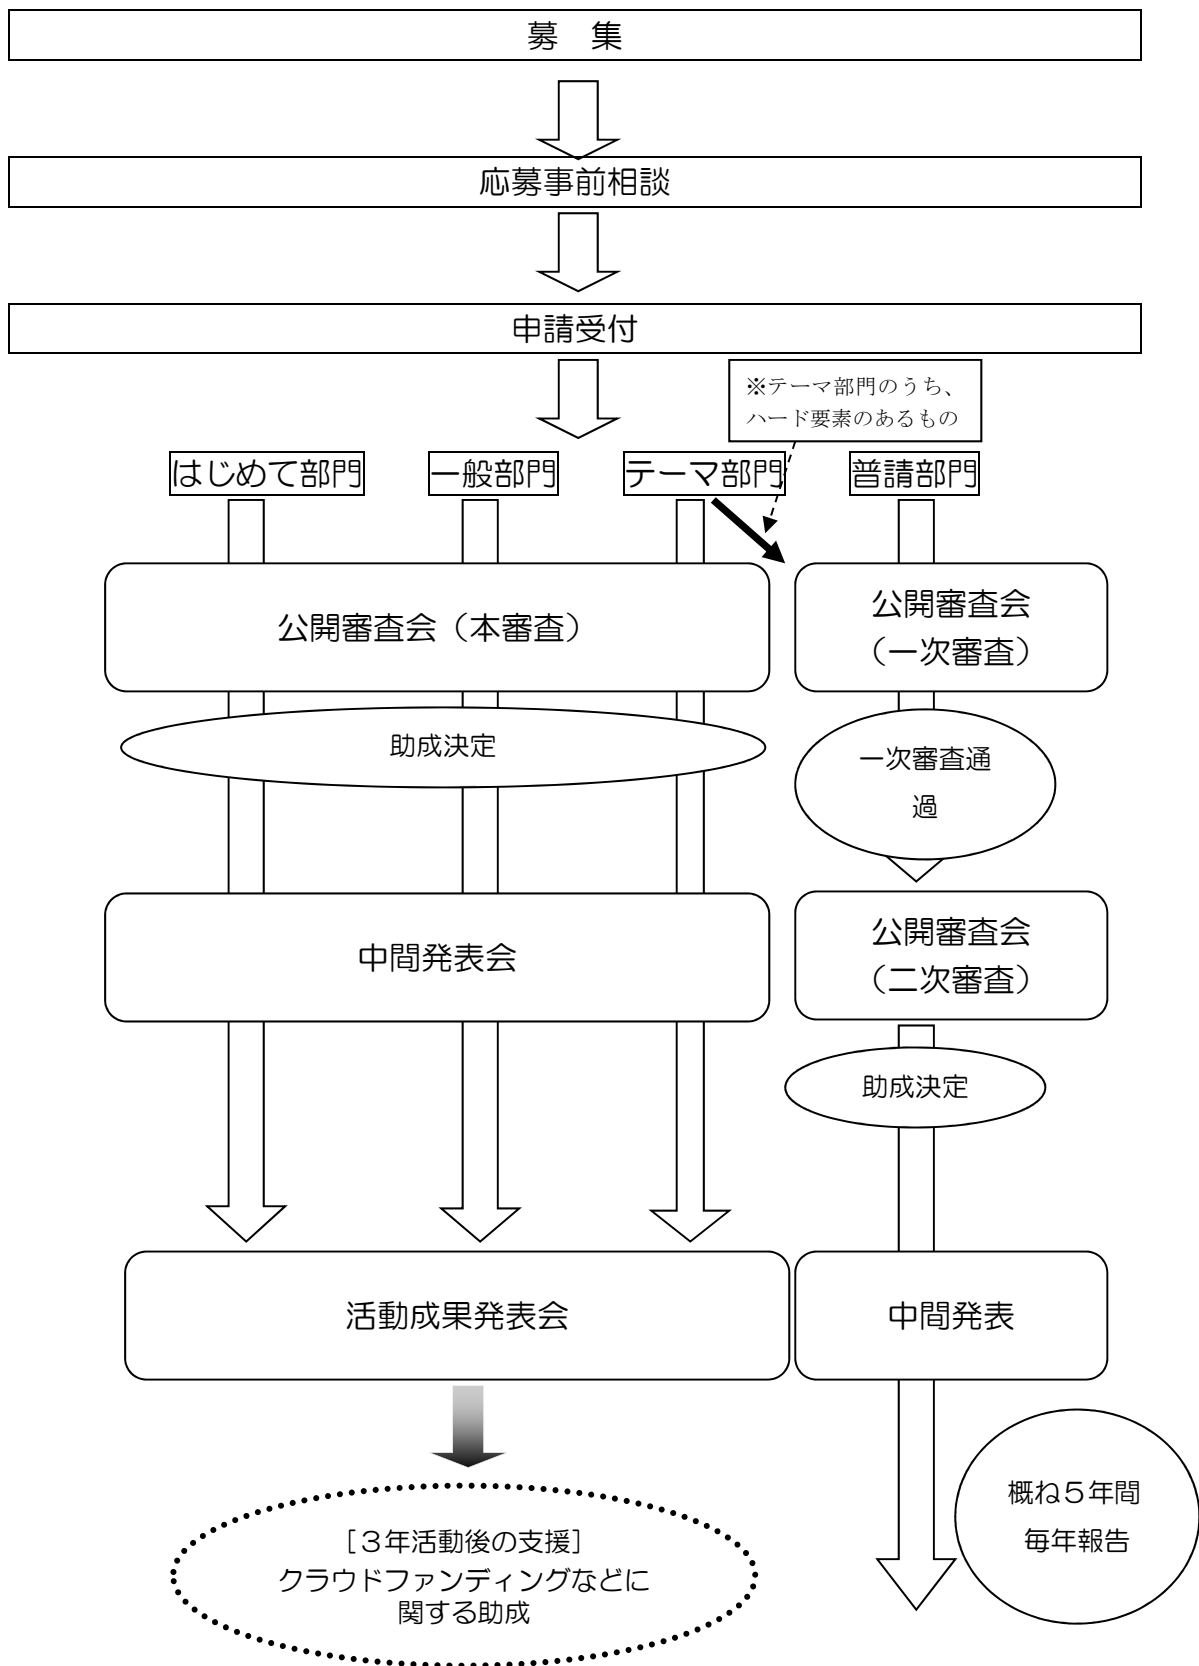 募　集
応募事前相談
申請受付
※テーマ部門のうち、
ハード要素のあるもの
はじめて部門
一般部門
テーマ部門
普請部門
公開審査会（本審査）
公開審査会
（一次審査）
助成決定
一次審査通
過
中間発表会
公開審査会
（二次審査）
助成決定
活動成果発表会
中間発表
概ね５年間
毎年報告
［３年活動後の支援］
クラウドファンディングなどに
関する助成